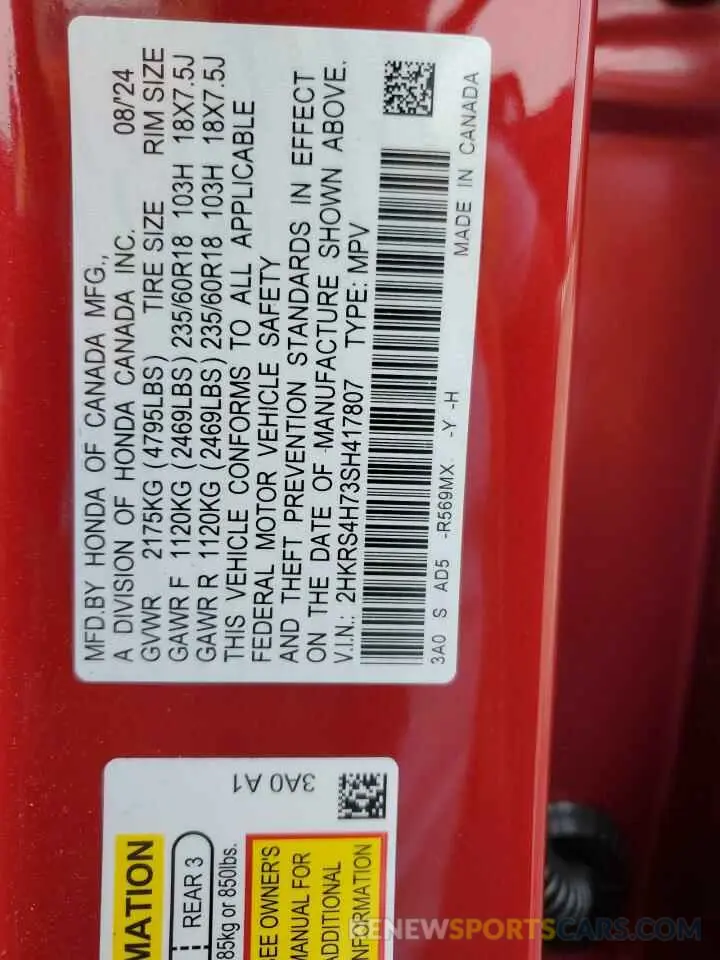 MFD.BY HONDA OF CANADA MFG.,
A DIVISION OF HONDA CANADA INC. 08/'24
GVWR 2175KG (4795LBS) TIRE SIZE RIM SIZE
GAWR F 1120KG (2469LBS) 235/60R18 103H 18X7.5J
GAWR R 1120KG (2469LBS) 235/60R18 103H 18X7.5J
THIS VEHICLE CONFORMS TO ALL APPLICABLE
FEDERAL MOTOR VEHICLE SAFETY
AND THEFT PREVENTION STANDARDS IN EFFECT
ON THE DATE OF MANUFACTURE SHOWN ABOVE.
V.I.N.: 2HKRS4H73SH417807 TYPE: MPV
3A0 S AD5 -R569MX -Y -H MADE IN CANADA
3A0 A1
MATION
REAR 3
85kg or 850lbs.
SEE OWNER'S
MANUAL FOR
ADDITIONAL
INFORMATION
RENEWSPORTSCARS.COM